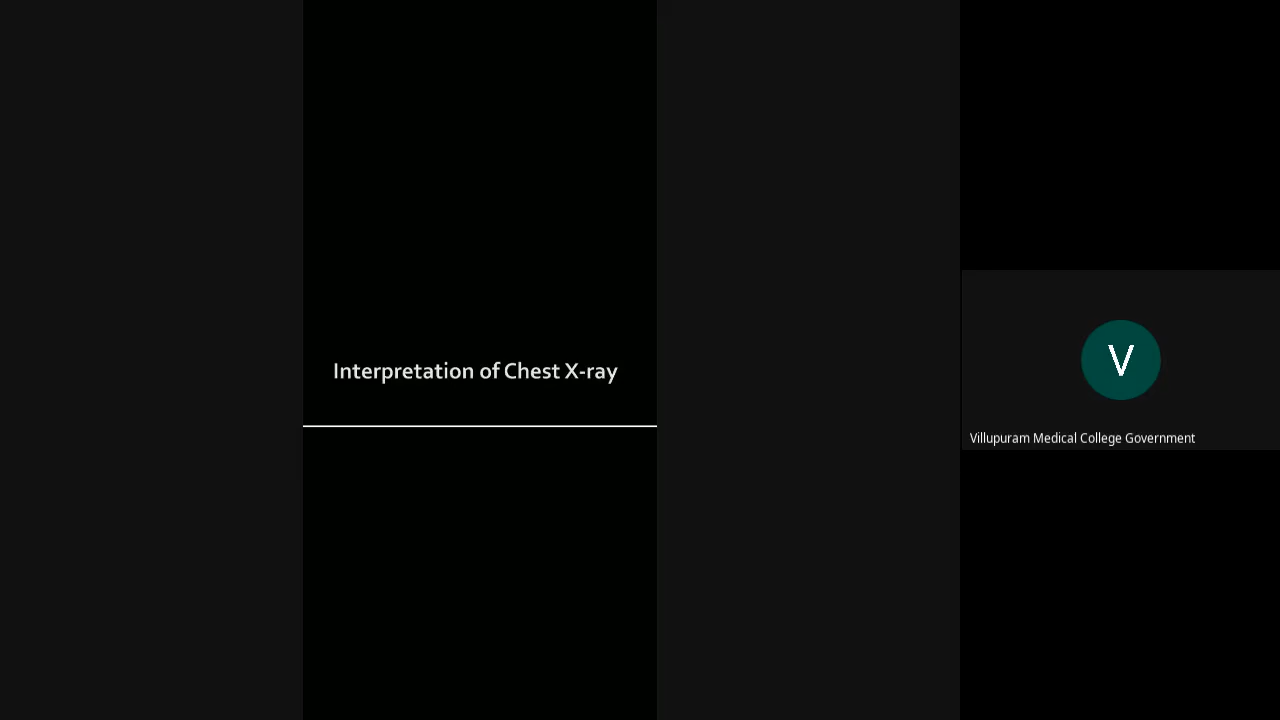 Interpretation of Chest X-ray
V
Villupuram Medical College Government